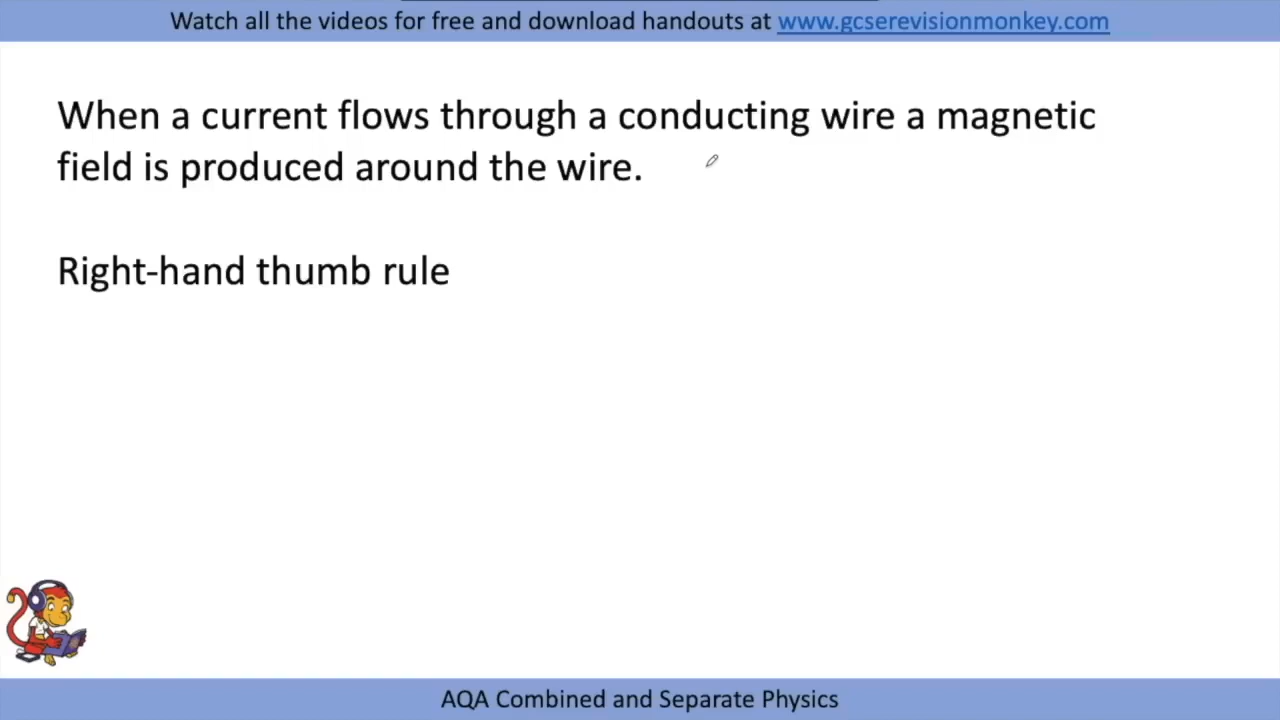 Watch all the videos for free and download handouts at www.gcserevisionmonkey.com
When a current flows through a conducting wire a magnetic
field is produced around the wire.
Right-hand thumb rule
AQA Combined and Separate Physics